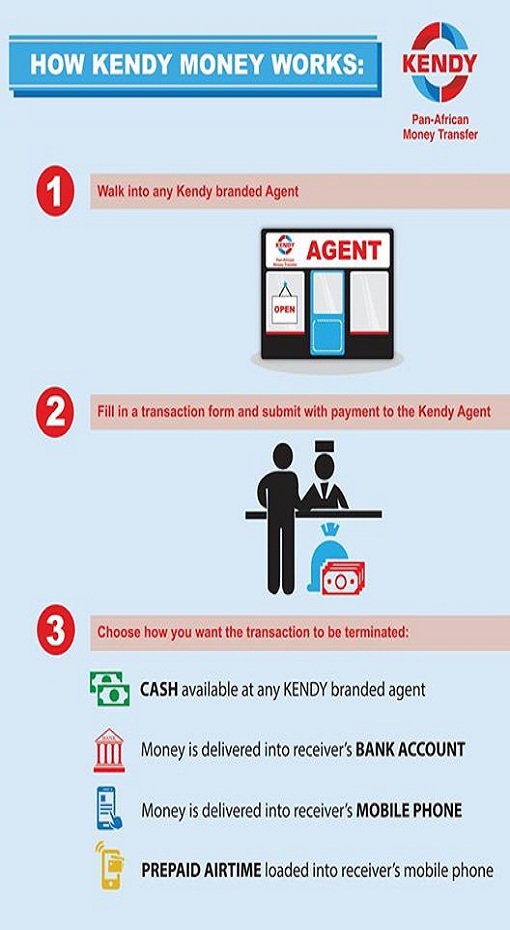 HOW KENDY MONEY WORKS:
KENDY
Pan-African
Money Transfer
1
Walk into any Kendy branded Agent
KENDY
Pan-African
Money Transfer
AGENT
OPEN
2
Fill in a transaction form and submit with payment to the Kendy Agent
3
Choose how you want the transaction to be terminated:
CASH available at any KENDY branded agent
BANK
Money is delivered into receiver's BANK ACCOUNT
Money is delivered into receiver's MOBILE PHONE
PREPAID AIRTIME loaded into receiver's mobile phone